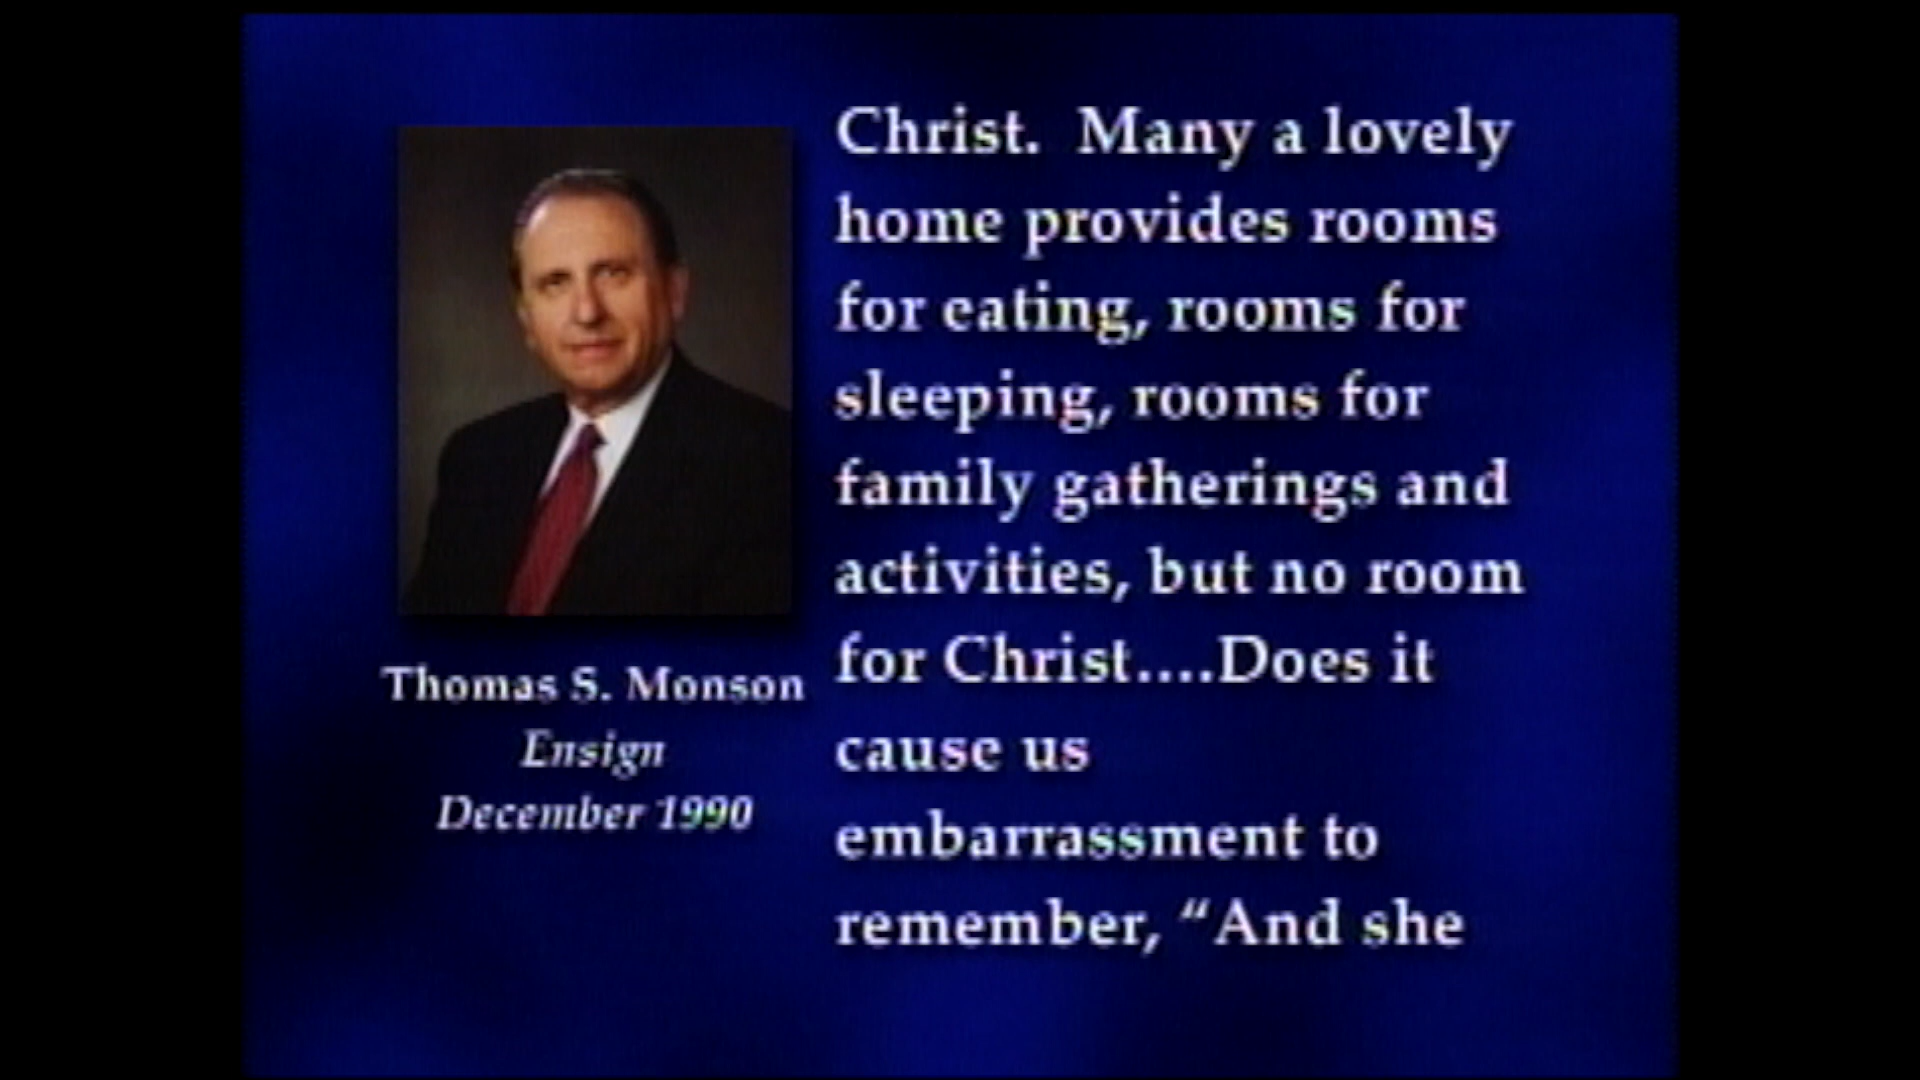 Christ.  Many a lovely
home provides rooms
for eating, rooms for
sleeping, rooms for
family gatherings and
activities, but no room
for Christ....Does it
cause us
embarrassment to
remember, “And she
Thomas S. Monson
Ensign
December 1990